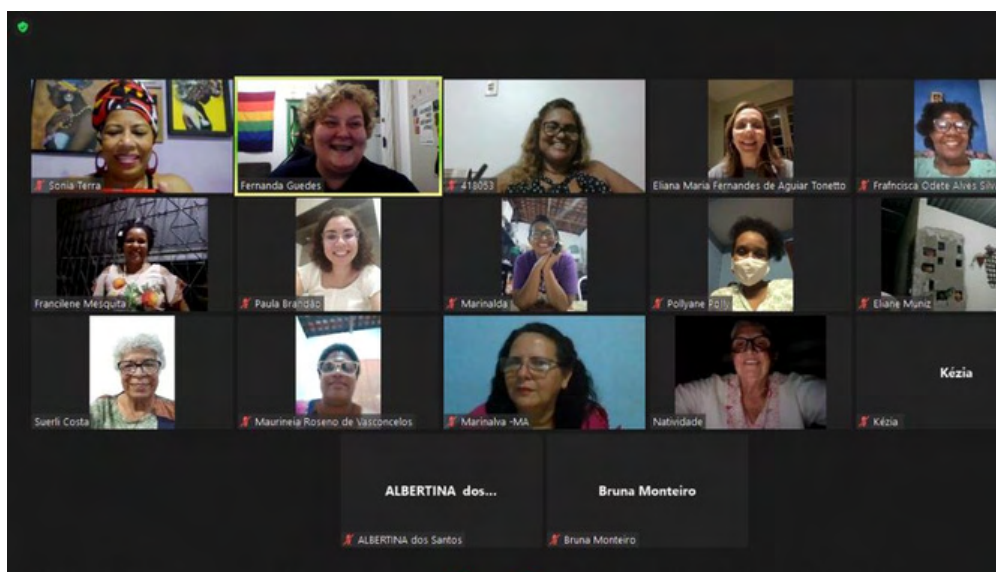 Sonia Terra
Fernanda Guedes
418053
Eliana Maria Fernandes de Aguiar Tonetto
Frafncisca Odete Alves Silv
Francilene Mesquita
Paula Brandão
Marinalda
Pollyane Polly
Eliane Muniz
Suerli Costa
Maurineia Roseno de Vasconcelos
Marinalva -MA
Natividade
Kézia
Kézia
ALBERTINA dos...
Bruna Monteiro
ALBERTINA dos Santos
Bruna Monteiro